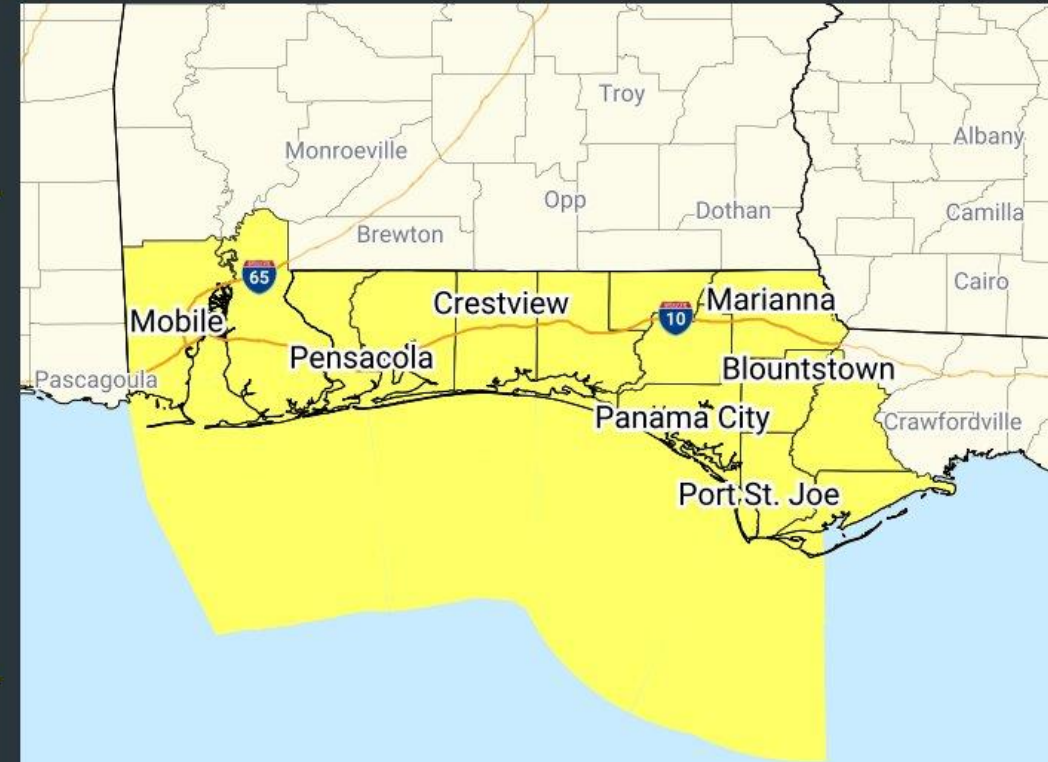 Troy
Albany
Monroeville
Opp
Dothan
Camilla
Brewton
65
Cairo
Crestview
Marianna
10
Mobile
Pensacola
Blountstown
Pascagoula
Panama City
Crawfordville
Port St. Joe